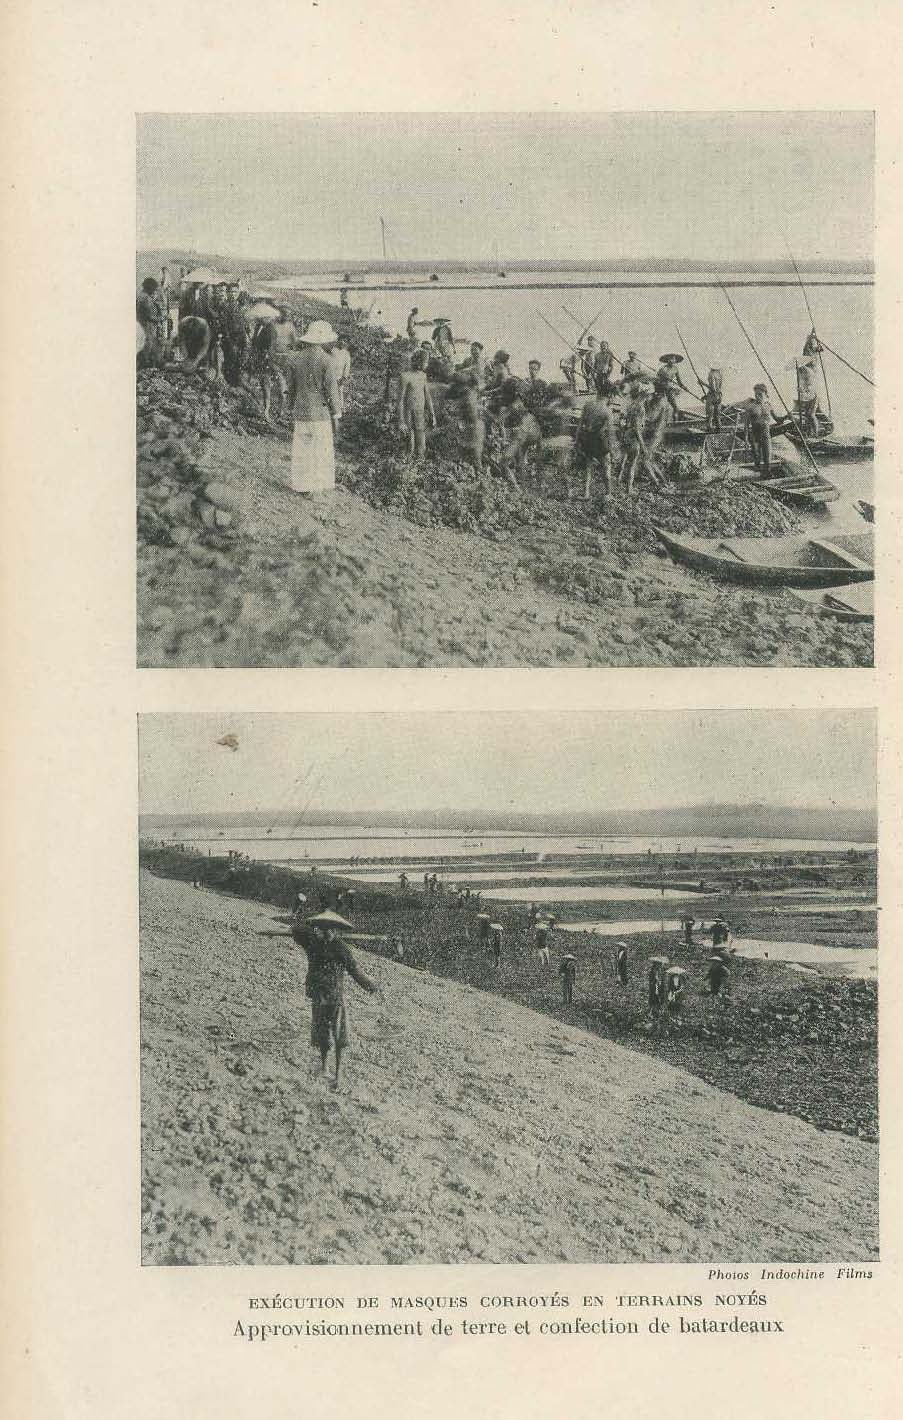 Photos Indochine Films
EXÉCUTION DE MASQUES CORROYÉS EN TERRAINS NOYÉS
Approvisionnement de terre et confection de batardeaux